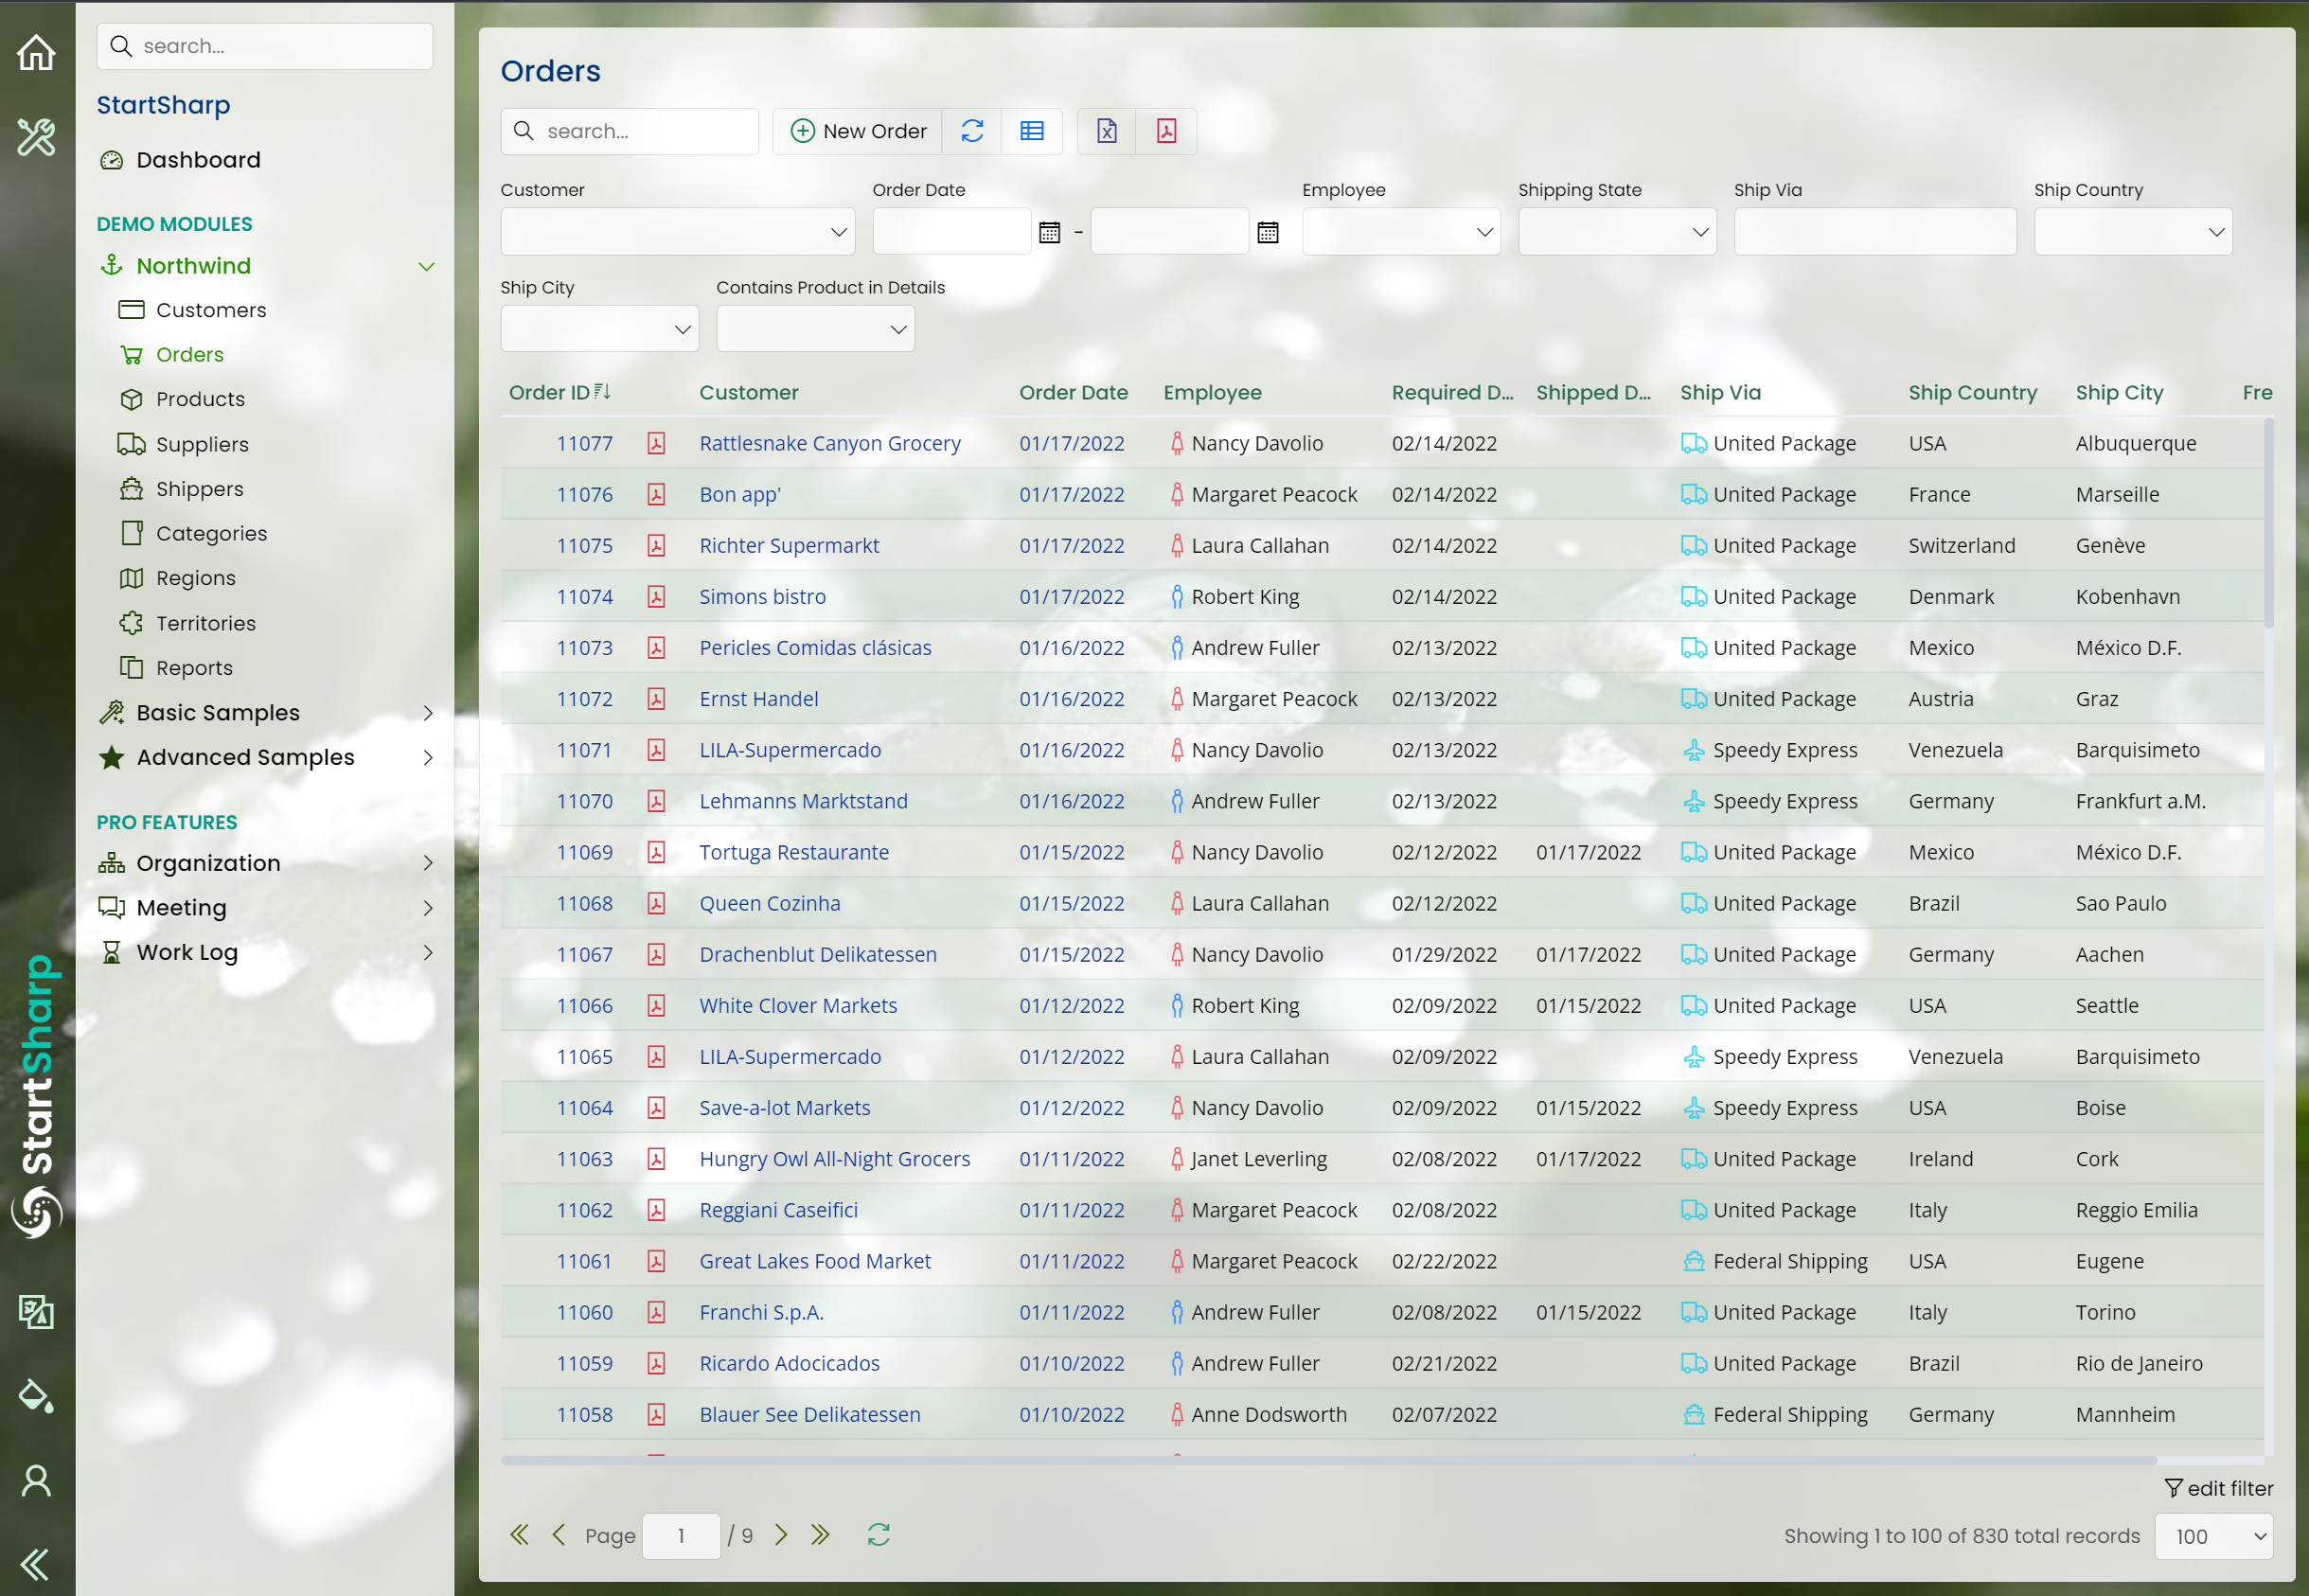 search...
StartSharp
Dashboard
DEMO MODULES
Northwind
Customers
Orders
Products
Suppliers
Shippers
Categories
Regions
Territories
Reports
Basic Samples
Advanced Samples
PRO FEATURES
Organization
Meeting
Work Log
StartSharp
Orders
search...
New Order
Customer Order Date Employee Shipping State Ship Via Ship Country
-
Ship City Contains Product in Details
Order ID Customer Order Date Employee Required D... Shipped D... Ship Via Ship Country Ship City Fre
11077 Rattlesnake Canyon Grocery 01/17/2022 Nancy Davolio 02/14/2022 United Package USA Albuquerque
11076 Bon app' 01/17/2022 Margaret Peacock 02/14/2022 United Package France Marseille
11075 Richter Supermarkt 01/17/2022 Laura Callahan 02/14/2022 United Package Switzerland Genève
11074 Simons bistro 01/17/2022 Robert King 02/14/2022 United Package Denmark Kobenhavn
11073 Pericles Comidas clásicas 01/16/2022 Andrew Fuller 02/13/2022 United Package Mexico México D.F.
11072 Ernst Handel 01/16/2022 Margaret Peacock 02/13/2022 United Package Austria Graz
11071 LILA-Supermercado 01/16/2022 Nancy Davolio 02/13/2022 Speedy Express Venezuela Barquisimeto
11070 Lehmanns Marktstand 01/16/2022 Andrew Fuller 02/13/2022 Speedy Express Germany Frankfurt a.M.
11069 Tortuga Restaurante 01/15/2022 Nancy Davolio 02/12/2022 01/17/2022 United Package Mexico México D.F.
11068 Queen Cozinha 01/15/2022 Laura Callahan 02/12/2022 United Package Brazil Sao Paulo
11067 Drachenblut Delikatessen 01/15/2022 Nancy Davolio 01/29/2022 01/17/2022 United Package Germany Aachen
11066 White Clover Markets 01/12/2022 Robert King 02/09/2022 01/15/2022 United Package USA Seattle
11065 LILA-Supermercado 01/12/2022 Laura Callahan 02/09/2022 Speedy Express Venezuela Barquisimeto
11064 Save-a-lot Markets 01/12/2022 Nancy Davolio 02/09/2022 01/15/2022 Speedy Express USA Boise
11063 Hungry Owl All-Night Grocers 01/11/2022 Janet Leverling 02/08/2022 01/17/2022 United Package Ireland Cork
11062 Reggiani Caseifici 01/11/2022 Margaret Peacock 02/08/2022 United Package Italy Reggio Emilia
11061 Great Lakes Food Market 01/11/2022 Margaret Peacock 02/22/2022 Federal Shipping USA Eugene
11060 Franchi S.p.A. 01/11/2022 Andrew Fuller 02/08/2022 01/15/2022 United Package Italy Torino
11059 Ricardo Adocicados 01/10/2022 Andrew Fuller 02/21/2022 United Package Brazil Rio de Janeiro
11058 Blauer See Delikatessen 01/10/2022 Anne Dodsworth 02/07/2022 Federal Shipping Germany Mannheim
edit filter
Page 1 / 9 Showing 1 to 100 of 830 total records 100